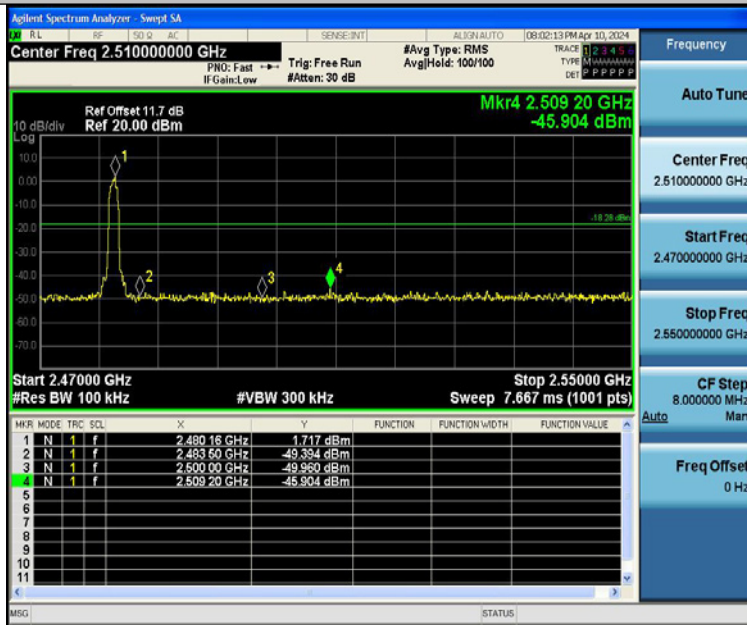 Agilent Spectrum Analyzer - Swept SA
RL RF 50 Ω AC SENSE:INT ALIGN AUTO 08:02:13 PM Apr 10, 2024
Center Freq 2.510000000 GHz
PNO: Fast
IFGain:Low
Trig: Free Run
#Atten: 30 dB
#Avg Type: RMS
Avg|Hold: 100/100
TRACE 1 2 3 4 5 6
TYPE M
DET P P P P P P
Ref Offset 11.7 dB
10 dB/div Ref 20.00 dBm
Log
Mkr4 2.509 20 GHz
-45.904 dBm
10.0
0.00
-10.0
-20.0
-30.0
-40.0
-50.0
-60.0
-70.0
1
2
3
4
-18.28 dBm
Start 2.47000 GHz Stop 2.55000 GHz
#Res BW 100 kHz #VBW 300 kHz Sweep 7.667 ms (1001 pts)
MKR MODE TRC SCL X Y FUNCTION FUNCTION WIDTH FUNCTION VALUE
1 N 1 f 2.480 16 GHz 1.717 dBm
2 N 1 f 2.483 50 GHz -49.394 dBm
3 N 1 f 2.500 00 GHz -49.960 dBm
4 N 1 f 2.509 20 GHz -45.904 dBm
5
6
7
8
9
10
11
MSG STATUS
Frequency
Auto Tune
Center Freq
2.510000000 GHz
Start Freq
2.470000000 GHz
Stop Freq
2.550000000 GHz
CF Step
8.000000 MHz
Auto Man
Freq Offset
0 Hz